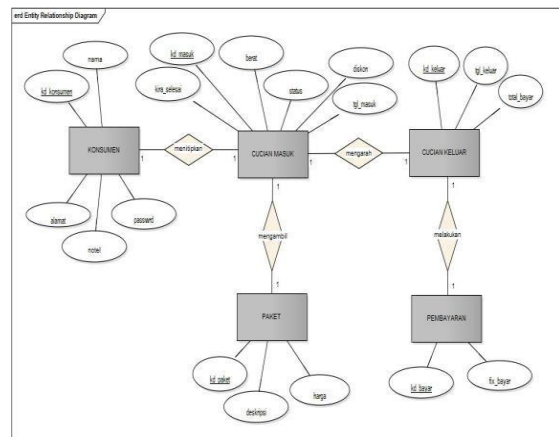 erd Entity Relationship Diagram
nama
kd_konsumen
kd_masuk
berat
diskon
kira_selesai
status
tgl_masuk
kd_keluar
tgl_keluar
total_bayar
KONSUMEN
1
menitipkan
1
CUCIAN MASUK
1
mengarah
1
CUCIAN KELUAR
alamat
notel
passwrd
1
mengambil
1
1
melakukan
1
PAKET
PEMBAYARAN
kd_paket
deskripsi
harga
kd_bayar
fix_bayar